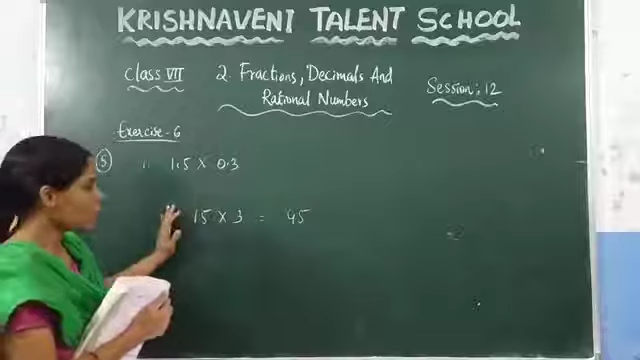 KRISHNAVENI TALENT SCHOOL
Class VII
2. Fractions, Decimals And
Rational Numbers
Session: 12
Exercise-6
5 1.5 × 0.3
15 × 3 = 45